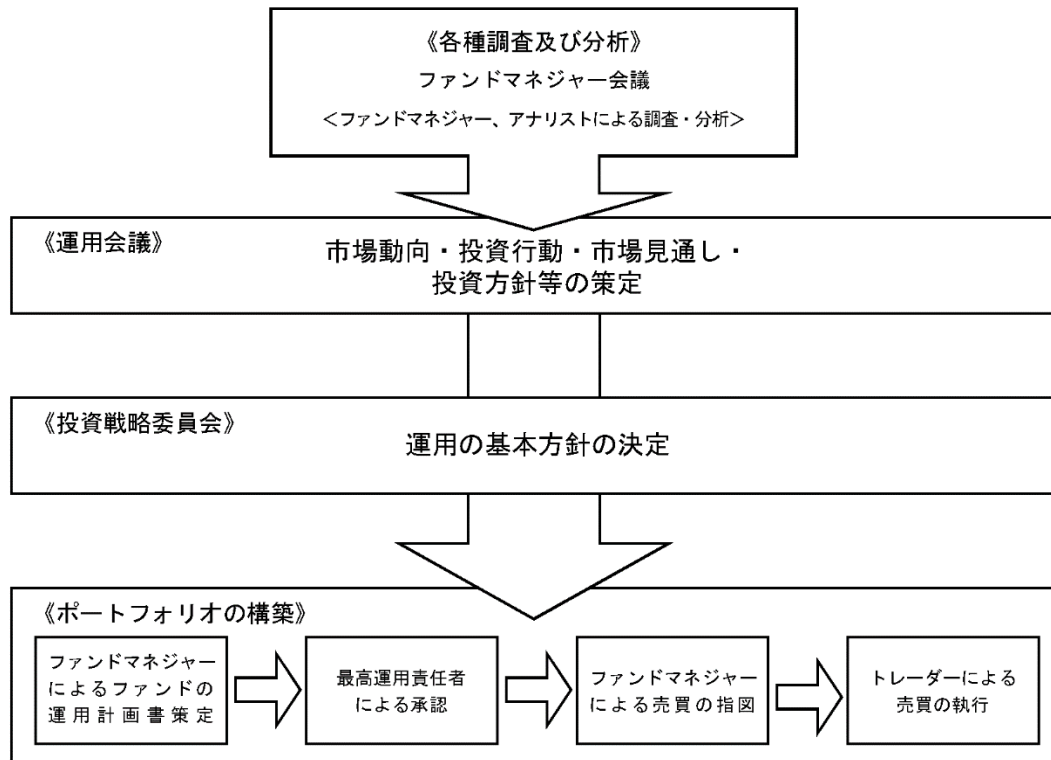 《各種調査及び分析》
ファンドマネジャー会議
＜ファンドマネジャー、アナリストによる調査・分析＞
《運用会議》
市場動向・投資行動・市場見通し・
投資方針等の策定
《投資戦略委員会》
運用の基本方針の決定
《ポートフォリオの構築》
ファンドマネジャー
によるファンドの
運用計画書策定
最高運用責任者
による承認
ファンドマネジャー
による売買の指図
トレーダーによる
売買の執行